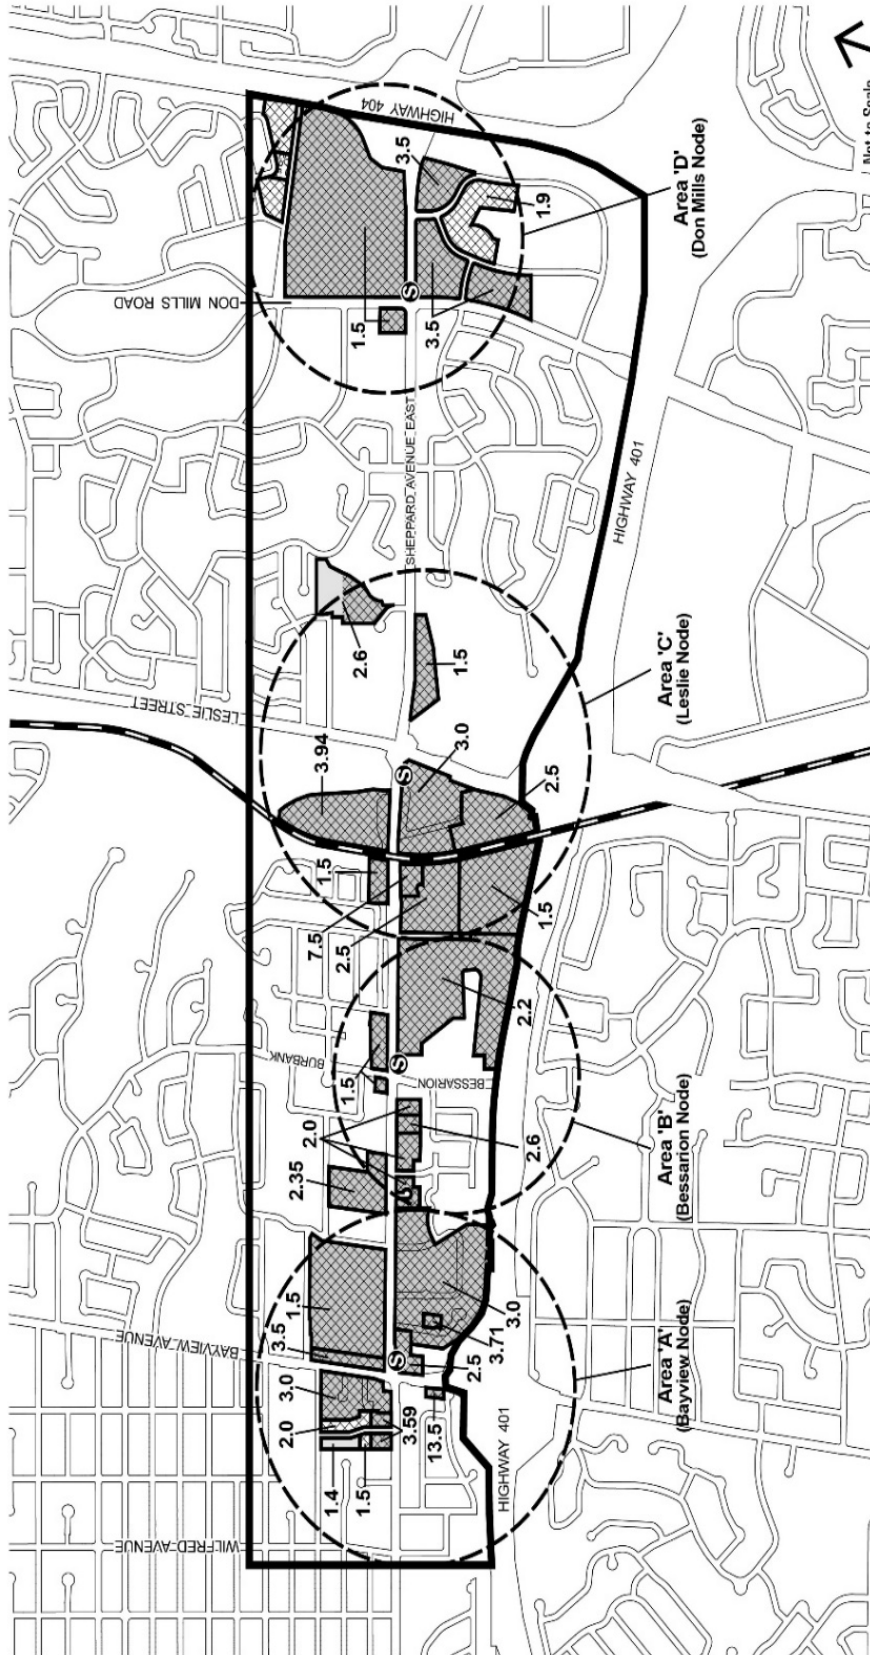 HIGHWAY 404
3.5
1.9
Area 'D'
(Don Mills Node)
Not to Scale
DON MILLS ROAD
S
1.5
3.5
SHEPPARD AVENUE EAST
HIGHWAY 401
2.6
1.5
Area 'C'
(Leslie Node)
LESLIE STREET
3.94
S
3.0
2.5
1.5
7.5
2.5
1.5
2.2
BURBANK
1.5
S
BESSARION
2.0
2.6
Area 'B'
(Bessarion Node)
2.35
1.5
3.5
BAYVIEW AVENUE
S
3.0
3.71
2.5
Area 'A'
(Bayview Node)
3.0
2.0
3.59
13.5
1.4
1.5
HIGHWAY 401
WILFRED AVENUE